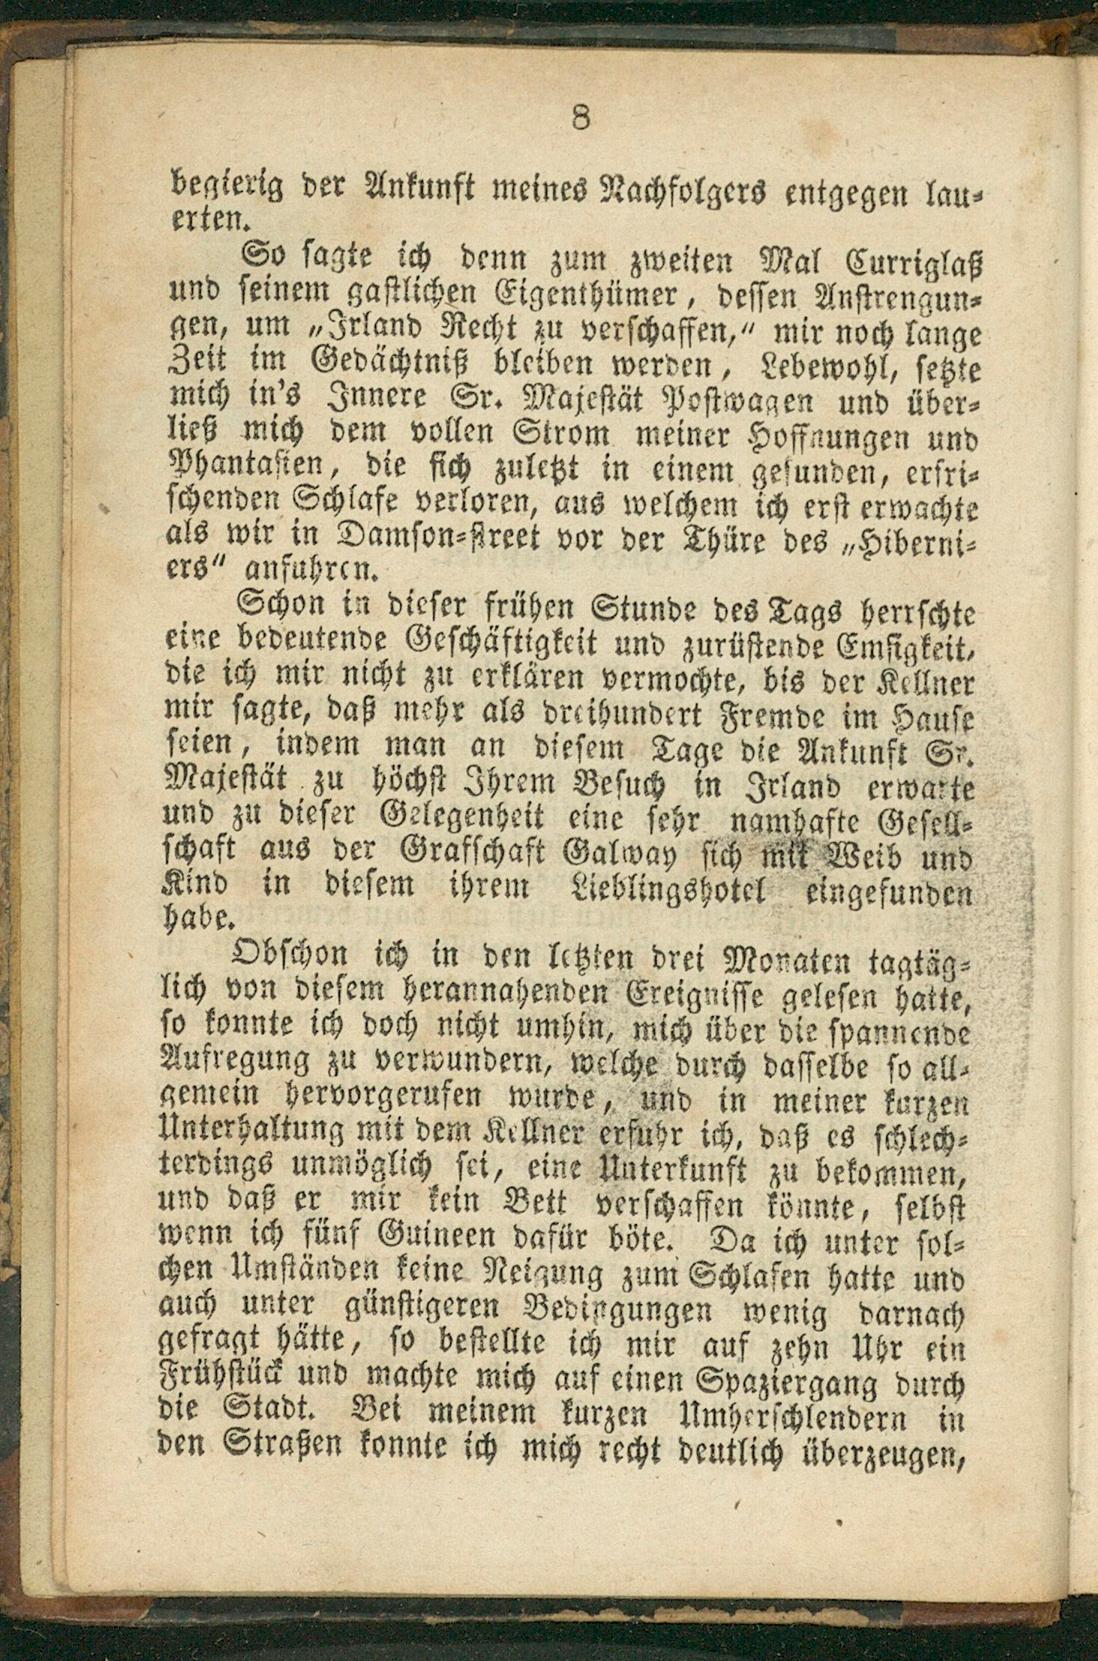 8
begierig der Ankunft meines Nachfolgers entgegen lau-
erten.
So sagte ich denn zum zweiten Mal Curriglaß
und seinem gastlichen Eigenthümer, dessen Anstrengun-
gen, um „Irland Recht zu verschaffen,“ mir noch lange
Zeit im Gedächtniß bleiben werden, Lebewohl, setzte
mich in's Innere Sr. Majestät Postwagen und über-
ließ mich dem vollen Strom meiner Hoffnungen und
Phantasien, die sich zuletzt in einem gesunden, erfri-
schenden Schlafe verloren, aus welchem ich erst erwachte
als wir in Damson-street vor der Thüre des „Hiberni-
ers“ anfuhren.
Schon in dieser frühen Stunde des Tags herrschte
eine bedeutende Geschäftigkeit und zurüstende Emsigkeit,
die ich mir nicht zu erklären vermochte, bis der Kellner
mir sagte, daß mehr als dreihundert Fremde im Hause
seien, indem man an diesem Tage die Ankunft Sr.
Majestät zu höchst Ihrem Besuch in Irland erwarte
und zu dieser Gelegenheit eine sehr namhafte Gesell-
schaft aus der Grafschaft Galway sich mit Weib und
Kind in diesem ihrem Lieblingshotel eingefunden
habe.
Obschon ich in den letzten drei Monaten tagtäg-
lich von diesem herannahenden Ereignisse gelesen hatte,
so konnte ich doch nicht umhin, mich über die spannende
Aufregung zu verwundern, welche durch dasselbe so all-
gemein hervorgerufen wurde, und in meiner kurzen
Unterhaltung mit dem Kellner erfuhr ich, daß es schlech-
terdings unmöglich sei, eine Unterkunft zu bekommen,
und daß er mir kein Bett verschaffen könnte, selbst
wenn ich fünf Guineen dafür böte. Da ich unter sol-
chen Umständen keine Neigung zum Schlafen hatte und
auch unter günstigeren Bedingungen wenig darnach
gefragt hätte, so bestellte ich mir auf zehn Uhr ein
Frühstück und machte mich auf einen Spaziergang durch
die Stadt. Bei meinem kurzen Umherschlendern in
den Straßen konnte ich mich recht deutlich überzeugen,